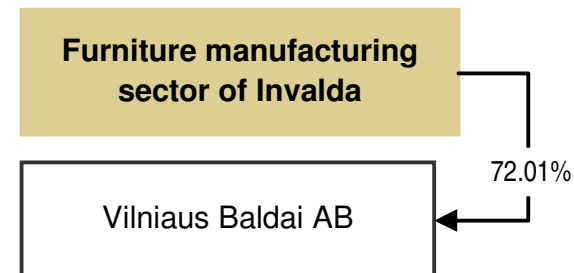 Furniture manufacturing
sector of Invalda
72.01%
Vilniaus Baldai AB